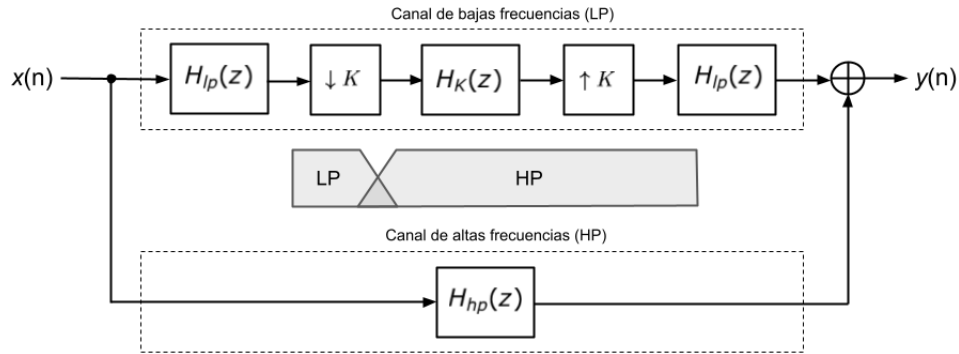 Canal de bajas frecuencias (LP)
x(n) H_lp(z) ↓ K H_K(z) ↑ K H_lp(z) y(n)
LP HP
Canal de altas frecuencias (HP)
H_hp(z)